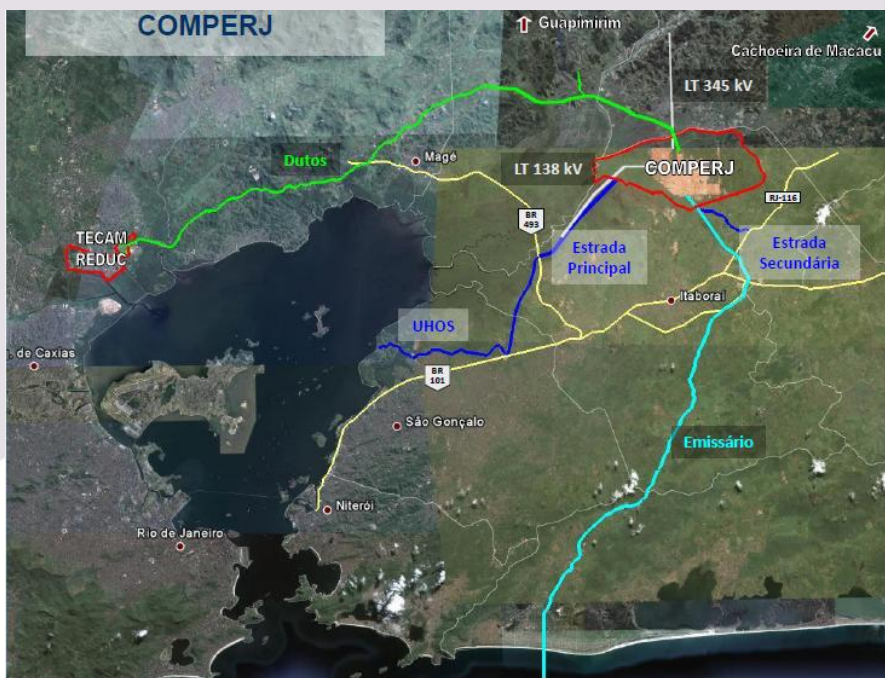 COMPERJ
Guapimirim
Cachoeira de Macacu
LT 345 kV
Dutos
Magé
LT 138 kV
COMPERJ
BR
493
RJ-116
TECAM
REDUC
Estrada
Principal
Estrada
Secundária
Itaboraí
UHOS
. de Caxias
BR
101
São Gonçalo
Emissário
Niterói
Rio de Janeiro